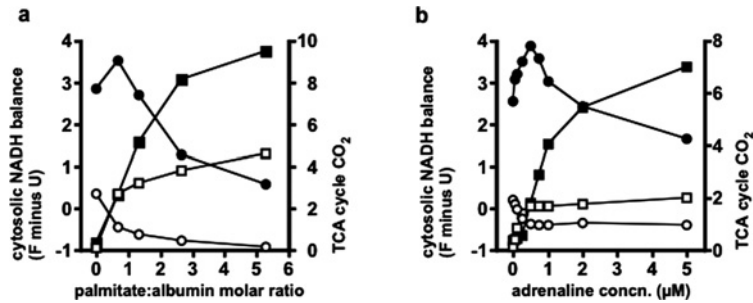 a
b
4
3
2
1
0
-1
10
8
6
4
2
0
0 1 2 3 4 5 6
cytosolic NADH balance
(F minus U)
TCA cycle CO2
palmitate:albumin molar ratio
4
3
2
1
0
-1
8
6
4
2
0
0 1 2 3 4 5
cytosolic NADH balance
(F minus U)
TCA cycle CO2
adrenaline concn. (µM)